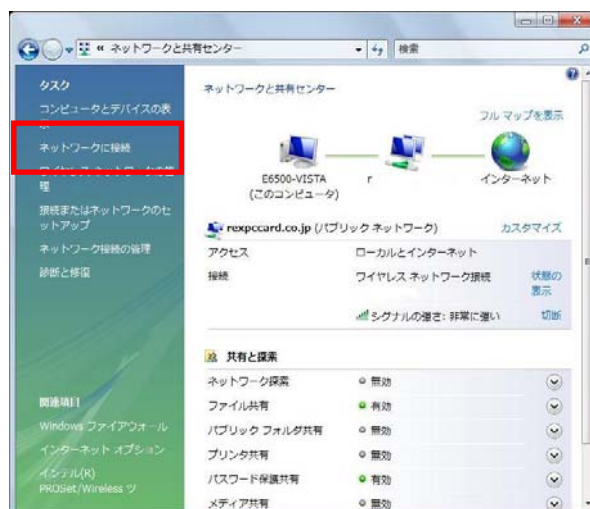 « ネットワークと共有センター
検索
タスク
コンピュータとデバイスの表
ネットワークに接続
ワイヤレス ネットワークの管
理
接続またはネットワークのセ
ットアップ
ネットワーク接続の管理
診断と修復
関連項目
Windows ファイアウォール
インターネット オプション
インテル(R)
PROSet/Wireless ツ
ネットワークと共有センター
フル マップを表示
E6500-VISTA
(このコンピュータ)
r
インターネット
rexpccard.co.jp (パブリック ネットワーク)
カスタマイズ
アクセス
ローカルとインターネット
接続
ワイヤレス ネットワーク接続
状態の
表示
シグナルの強さ: 非常に強い
切断
共有と探索
ネットワーク探索
無効
ファイル共有
有効
パブリック フォルダ共有
無効
プリンタ共有
無効
パスワード保護共有
有効
メディア共有
無効